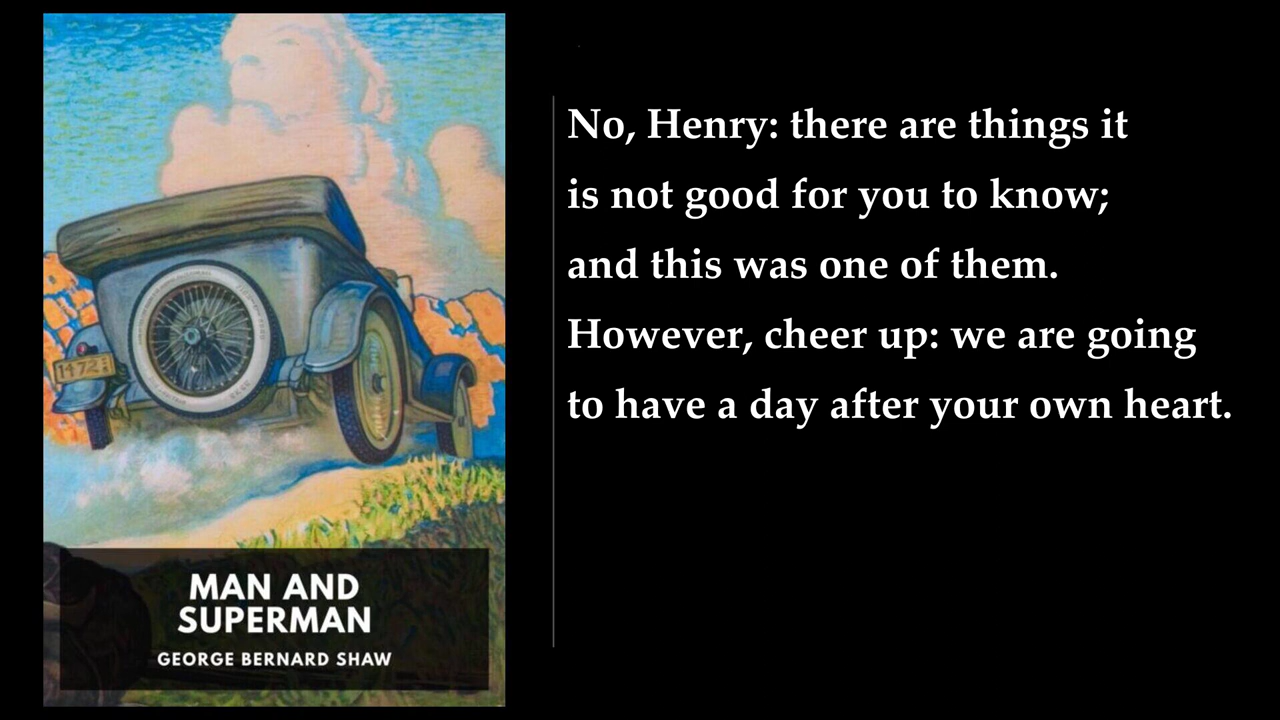 No, Henry: there are things it
is not good for you to know;
and this was one of them.
However, cheer up: we are going
to have a day after your own heart.
1472
MAN AND
SUPERMAN
GEORGE BERNARD SHAW